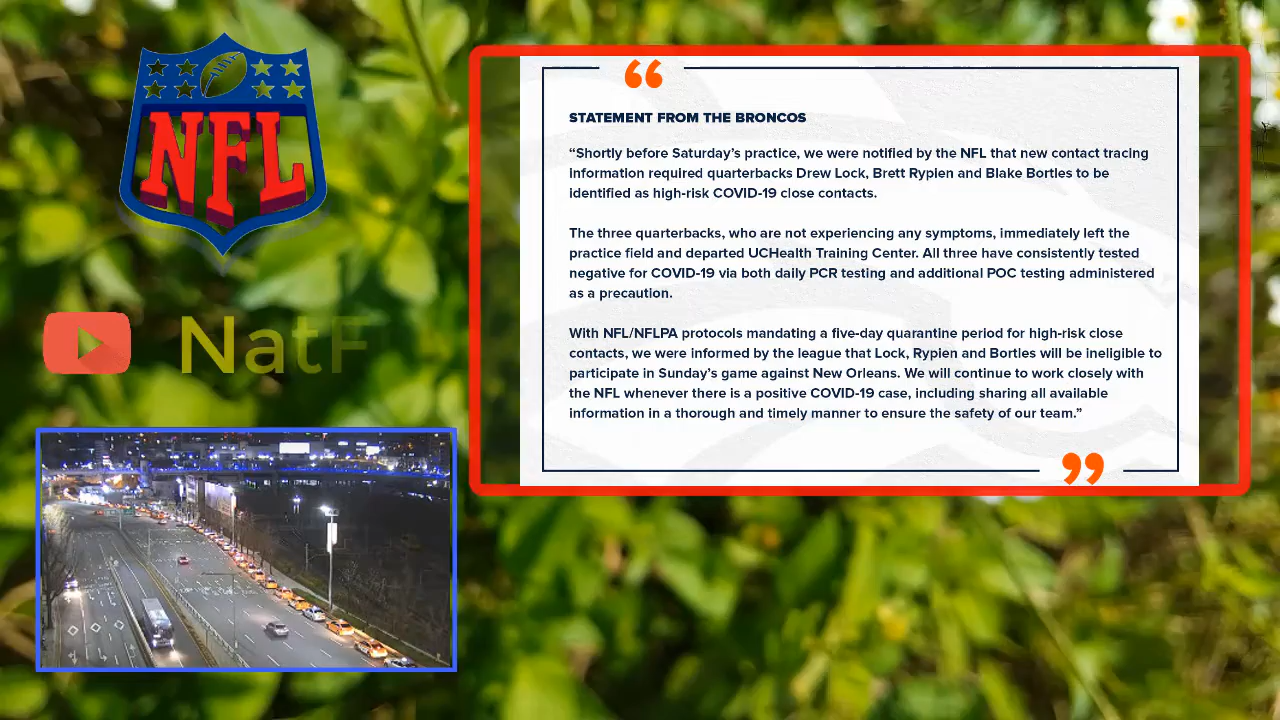 NFL
NatF
“
STATEMENT FROM THE BRONCOS
“Shortly before Saturday’s practice, we were notified by the NFL that new contact tracing
information required quarterbacks Drew Lock, Brett Rypien and Blake Bortles to be
identified as high-risk COVID-19 close contacts.
The three quarterbacks, who are not experiencing any symptoms, immediately left the
practice field and departed UCHealth Training Center. All three have consistently tested
negative for COVID-19 via both daily PCR testing and additional POC testing administered
as a precaution.
With NFL/NFLPA protocols mandating a five-day quarantine period for high-risk close
contacts, we were informed by the league that Lock, Rypien and Bortles will be ineligible to
participate in Sunday’s game against New Orleans. We will continue to work closely with
the NFL whenever there is a positive COVID-19 case, including sharing all available
information in a thorough and timely manner to ensure the safety of our team.”
”